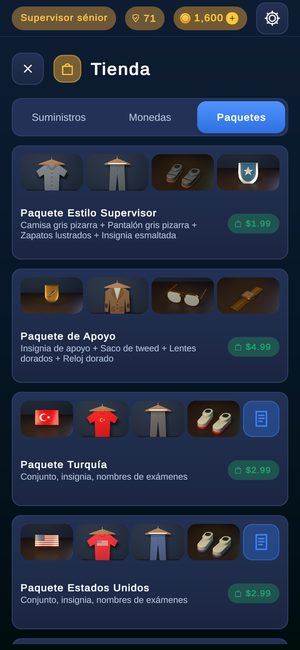 Supervisor sénior
71
1,600
Tienda
Suministros
Monedas
Paquetes
Paquete Estilo Supervisor
Camisa gris pizarra + Pantalón gris pizarra +
Zapatos lustrados + Insignia esmaltada
$1.99
Paquete de Apoyo
Insignia de apoyo + Saco de tweed + Lentes
dorados + Reloj dorado
$4.99
Paquete Turquía
Conjunto, insignia, nombres de exámenes
$2.99
Paquete Estados Unidos
Conjunto, insignia, nombres de exámenes
$2.99